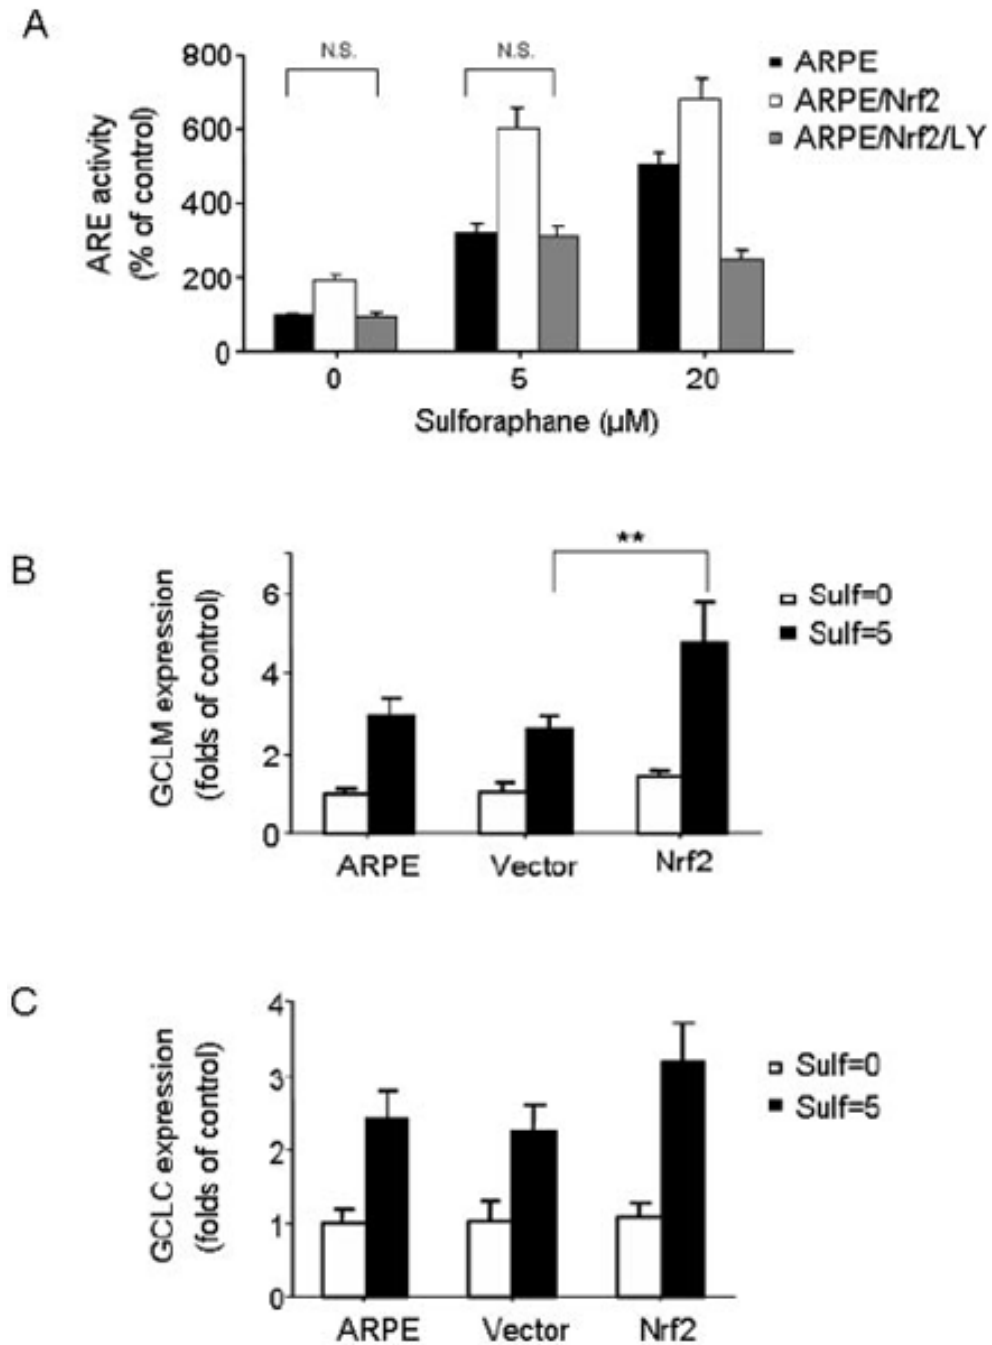 A
N.S.
N.S.
800
600
400
200
0
ARE activity
(% of control)
ARPE
ARPE/Nrf2
ARPE/Nrf2/LY
0
5
20
Sulforaphane (µM)
B
**
6
4
2
0
GCLM expression
(folds of control)
Sulf=0
Sulf=5
ARPE
Vector
Nrf2
C
4
3
2
1
0
GCLC expression
(folds of control)
Sulf=0
Sulf=5
ARPE
Vector
Nrf2